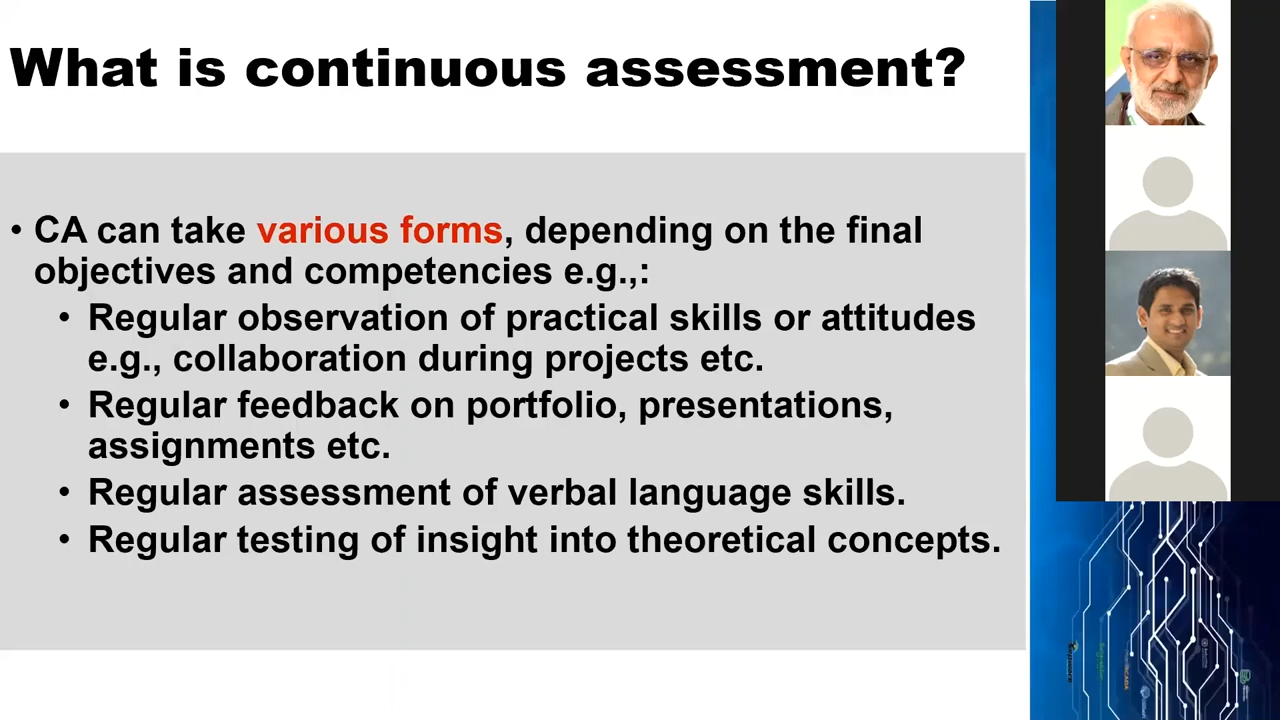 What is continuous assessment?
• CA can take various forms, depending on the final
objectives and competencies e.g.,:
• Regular observation of practical skills or attitudes
e.g., collaboration during projects etc.
• Regular feedback on portfolio, presentations,
assignments etc.
• Regular assessment of verbal language skills.
• Regular testing of insight into theoretical concepts.